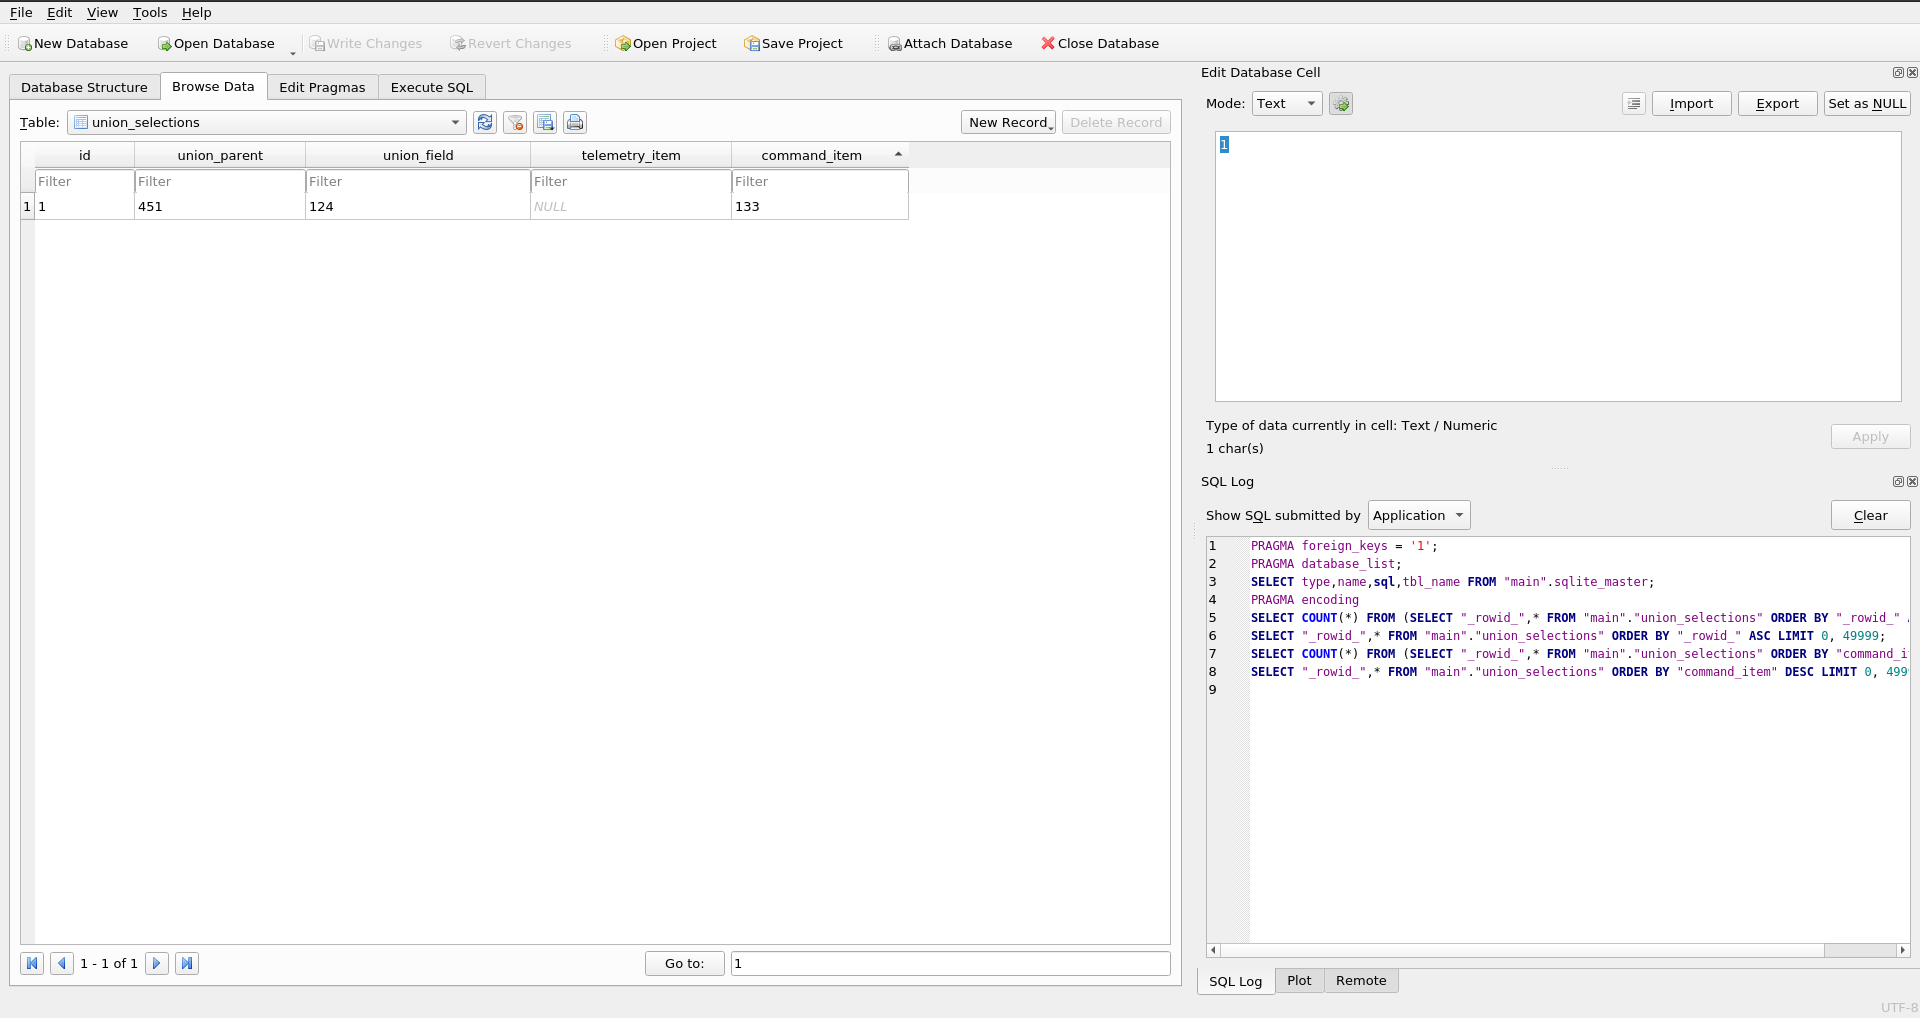 File Edit View Tools Help
New Database Open Database Write Changes Revert Changes Open Project Save Project Attach Database Close Database
Database Structure Browse Data Edit Pragmas Execute SQL
Table: union_selections New Record Delete Record
id union_parent union_field telemetry_item command_item
Filter Filter Filter Filter Filter
1 1 451 124 NULL 133
1 - 1 of 1 Go to: 1
Edit Database Cell
Mode: Text Import Export Set as NULL
1
Type of data currently in cell: Text / Numeric
1 char(s)
Apply
SQL Log
Show SQL submitted by Application Clear
1 PRAGMA foreign_keys = '1';
2 PRAGMA database_list;
3 SELECT type,name,sql,tbl_name FROM "main".sqlite_master;
4 PRAGMA encoding
5 SELECT COUNT(*) FROM (SELECT "_rowid_",* FROM "main"."union_selections" ORDER BY "_rowid_"
6 SELECT "_rowid_",* FROM "main"."union_selections" ORDER BY "_rowid_" ASC LIMIT 0, 49999;
7 SELECT COUNT(*) FROM (SELECT "_rowid_",* FROM "main"."union_selections" ORDER BY "command_i
8 SELECT "_rowid_",* FROM "main"."union_selections" ORDER BY "command_item" DESC LIMIT 0, 499
9
SQL Log Plot Remote
UTF-8